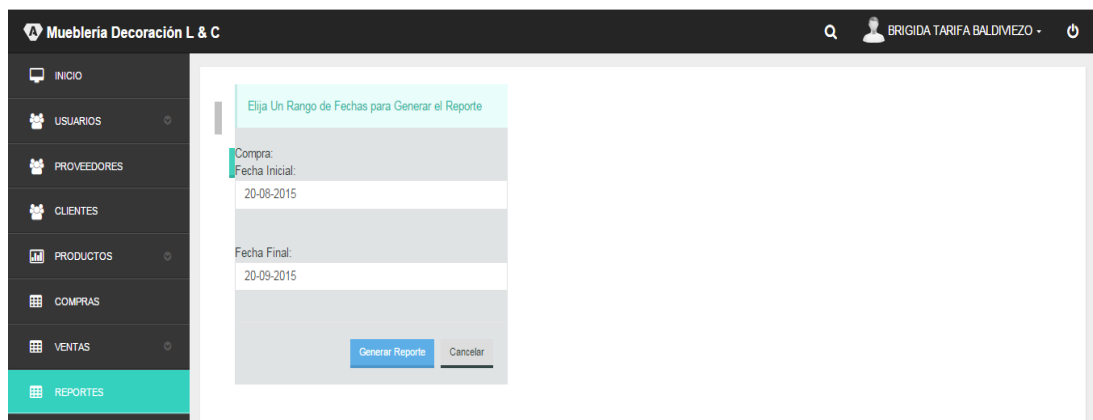 Mueblería Decoración L & C
BRIGIDA TARIFA BALDIVIEZO
INICIO
USUARIOS
PROVEEDORES
CLIENTES
PRODUCTOS
COMPRAS
VENTAS
REPORTES
Elija Un Rango de Fechas para Generar el Reporte
Compra:
Fecha Inicial:
20-08-2015
Fecha Final:
20-09-2015
Generar Reporte Cancelar